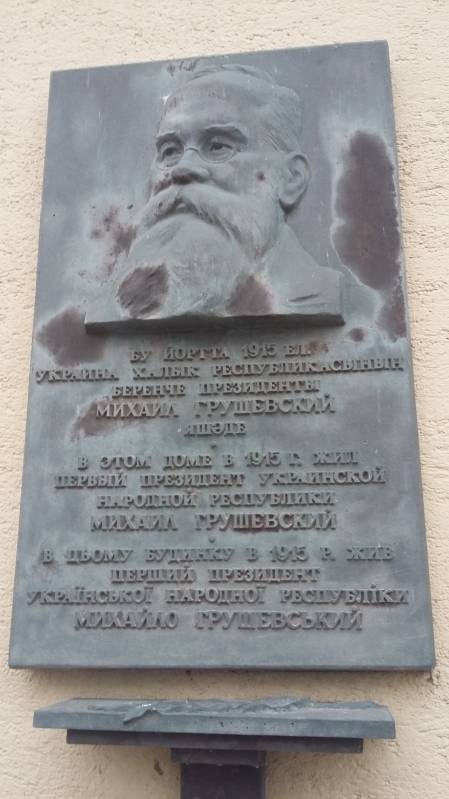 БУ ЙОРТТА 1915 ЕЛ
УКРАИНА ХАЛЫК РЕСПУБЛИКАСЫНЫҢ
БЕРЕНЧЕ ПРЕЗИДЕНТЫ
МИХАИЛ ГРУШЕВСКИЙ
ЯШӘДЕ
В ЭТОМ ДОМЕ В 1915 Г. ЖИЛ
ПЕРВЫЙ ПРЕЗИДЕНТ УКРАИНСКОЙ
НАРОДНОЙ РЕСПУБЛИКИ
МИХАИЛ ГРУШЕВСКИЙ
В ЦЬОМУ БУДИНКУ В 1915 Р. ЖИВ
ПЕРШИЙ ПРЕЗИДЕНТ
УКРАЇНСЬКОЇ НАРОДНОЇ РЕСПУБЛІКИ
МИХАЙЛО ГРУШЕВСЬКИЙ